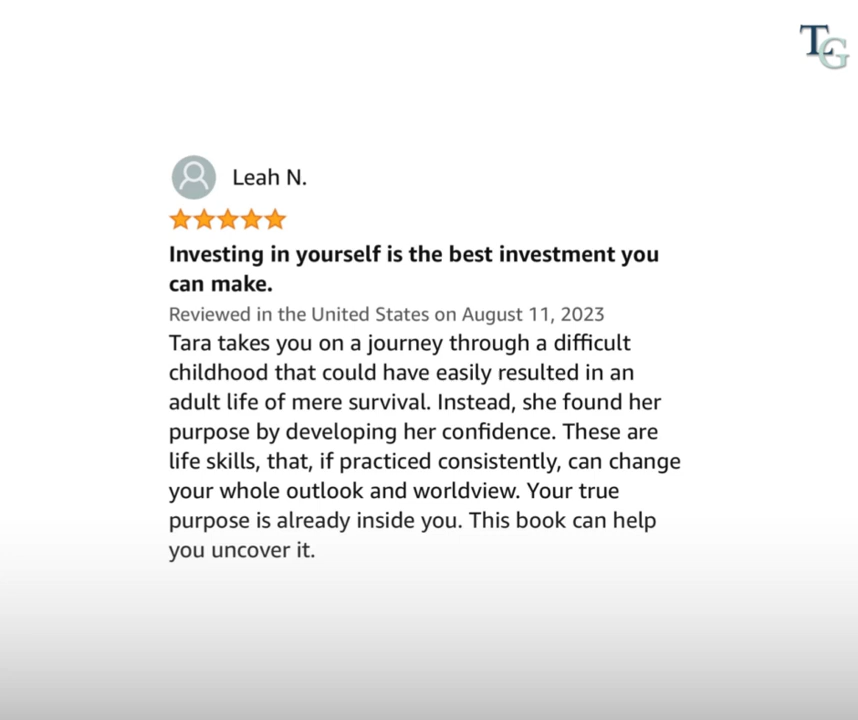 TG
Leah N.
Investing in yourself is the best investment you
can make.
Reviewed in the United States on August 11, 2023
Tara takes you on a journey through a difficult
childhood that could have easily resulted in an
adult life of mere survival. Instead, she found her
purpose by developing her confidence. These are
life skills, that, if practiced consistently, can change
your whole outlook and worldview. Your true
purpose is already inside you. This book can help
you uncover it.